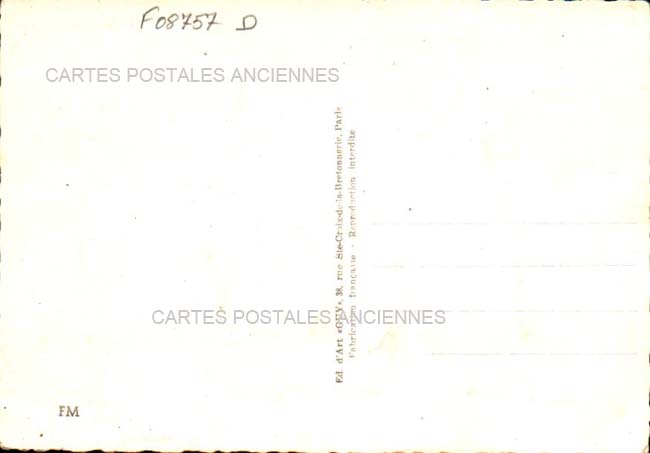 F08757 D
CARTES POSTALES ANCIENNES
Ed. d'Art «GUY», 38, rue Ste-Croix-de-la-Bretonnerie, Paris
Fabrication française - Reproduction interdite
CARTES POSTALES ANCIENNES
FM